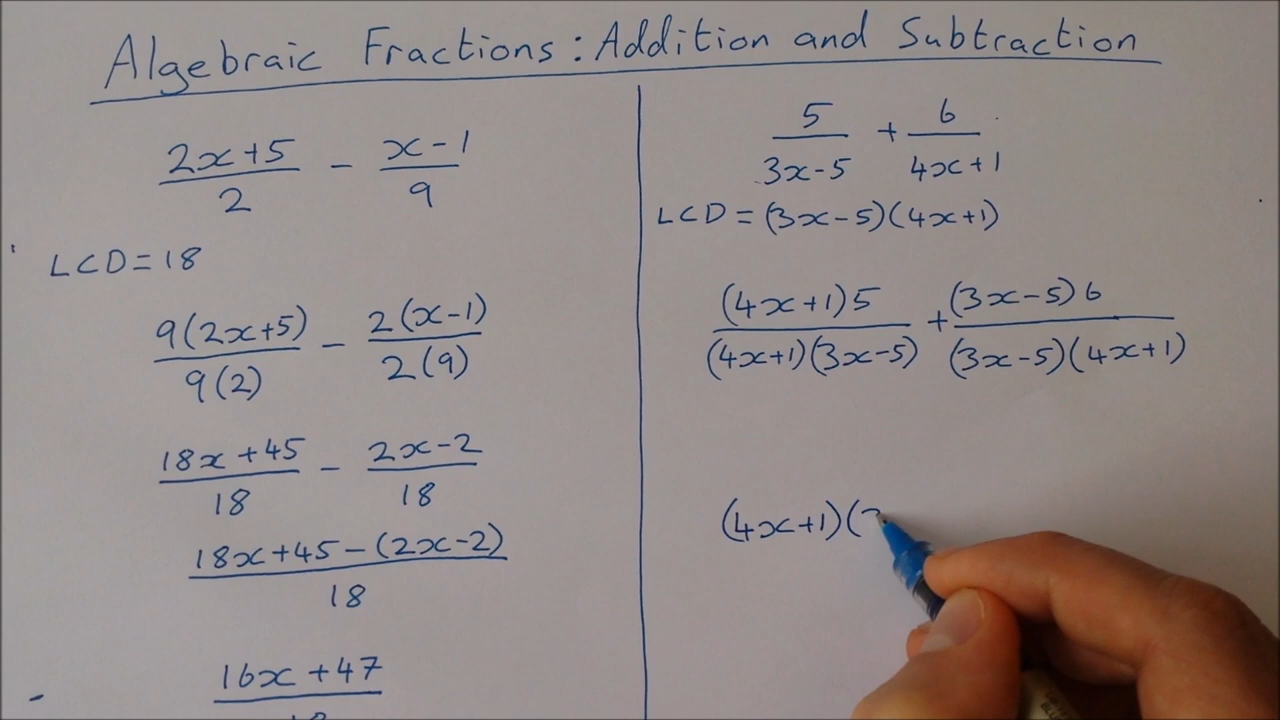 Algebraic Fractions: Addition and Subtraction
2x+5 - x-1
2 9
LCD=18
9(2x+5) - 2(x-1)
9(2) 2(9)
18x+45 - 2x-2
18 18
18x+45-(2x-2)
18
16x+47
5 + 6
3x-5 4x+1
LCD=(3x-5)(4x+1)
(4x+1)5 + (3x-5)6
(4x+1)(3x-5) (3x-5)(4x+1)
(4x+1)(